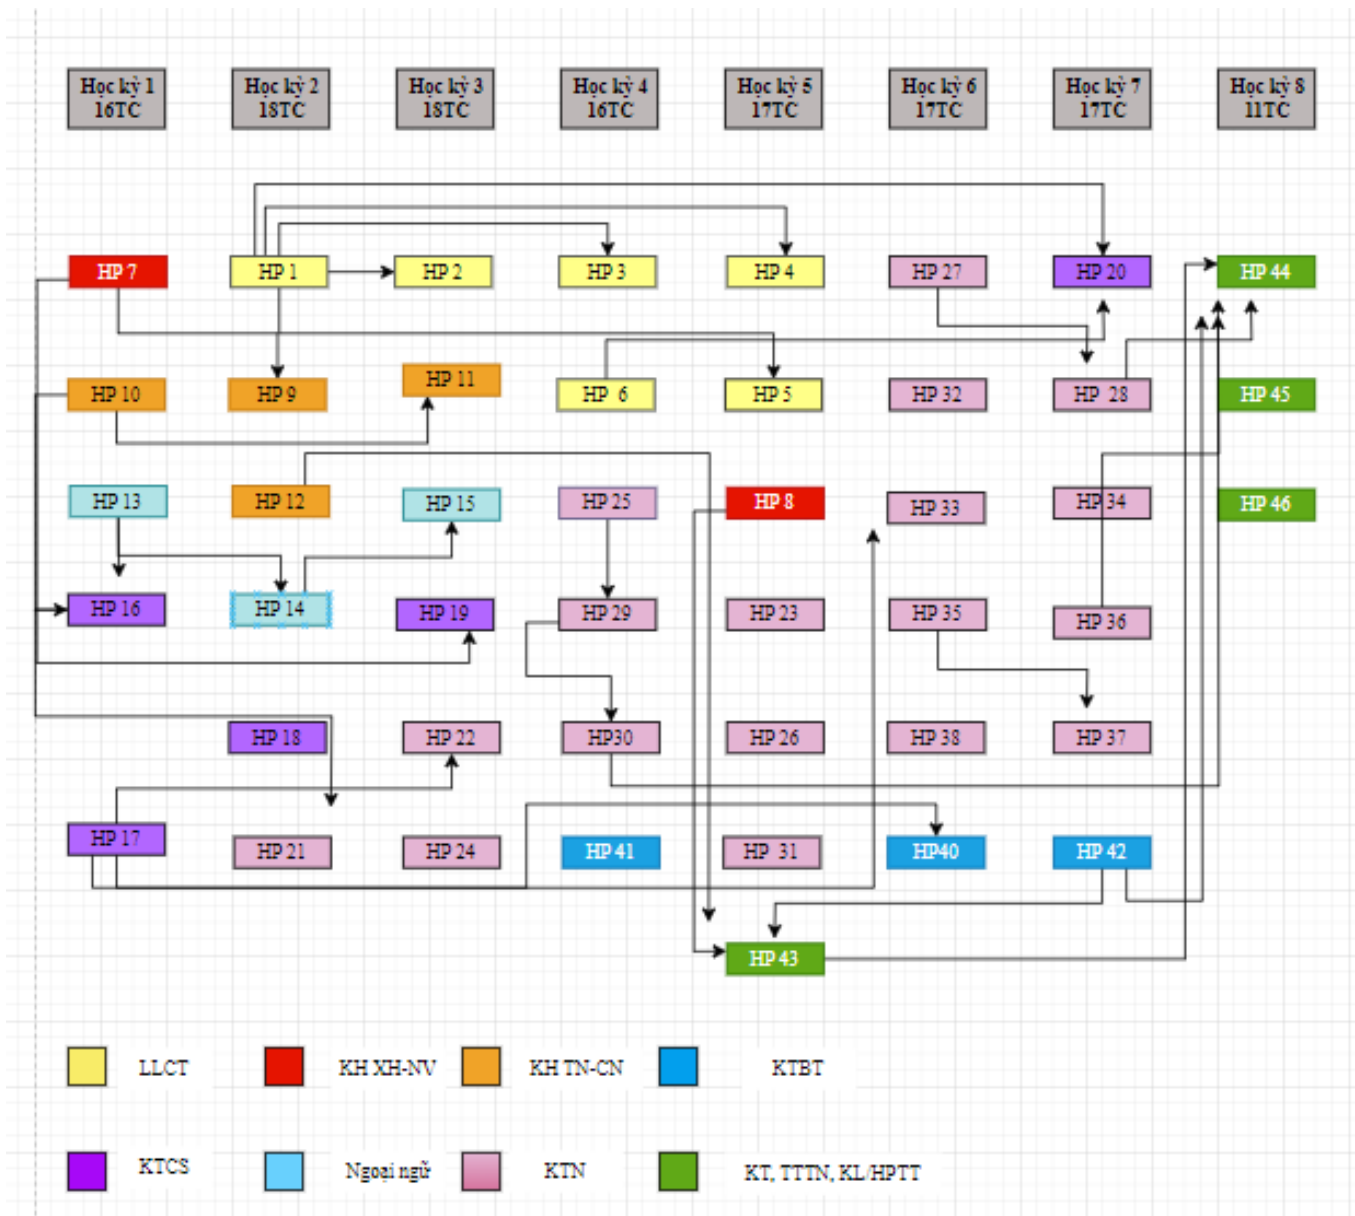 Học kỳ 1
16TC
Học kỳ 2
18TC
Học kỳ 3
18TC
Học kỳ 4
16TC
Học kỳ 5
17TC
Học kỳ 6
17TC
Học kỳ 7
17TC
Học kỳ 8
11TC
HP 7
HP 1
HP 2
HP 3
HP 4
HP 27
HP 20
HP 44
HP 10
HP 9
HP 11
HP 6
HP 5
HP 32
HP 28
HP 45
HP 13
HP 12
HP 15
HP 25
HP 8
HP 33
HP 34
HP 46
HP 16
HP 14
HP 19
HP 29
HP 23
HP 35
HP 36
HP 18
HP 22
HP30
HP 26
HP 38
HP 37
HP 17
HP 21
HP 24
HP 41
HP 31
HP40
HP 42
HP 43
LLCT
KH XH-NV
KH TN-CN
KTBT
KTCS
Ngoại ngữ
KTN
KT, TTTN, KL/HPTT